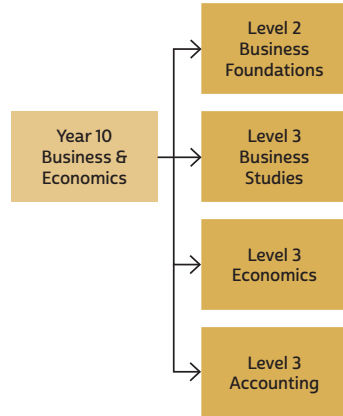 Level 2
Business
Foundations
Year 10
Business &
Economics
Level 3
Business
Studies
Level 3
Economics
Level 3
Accounting